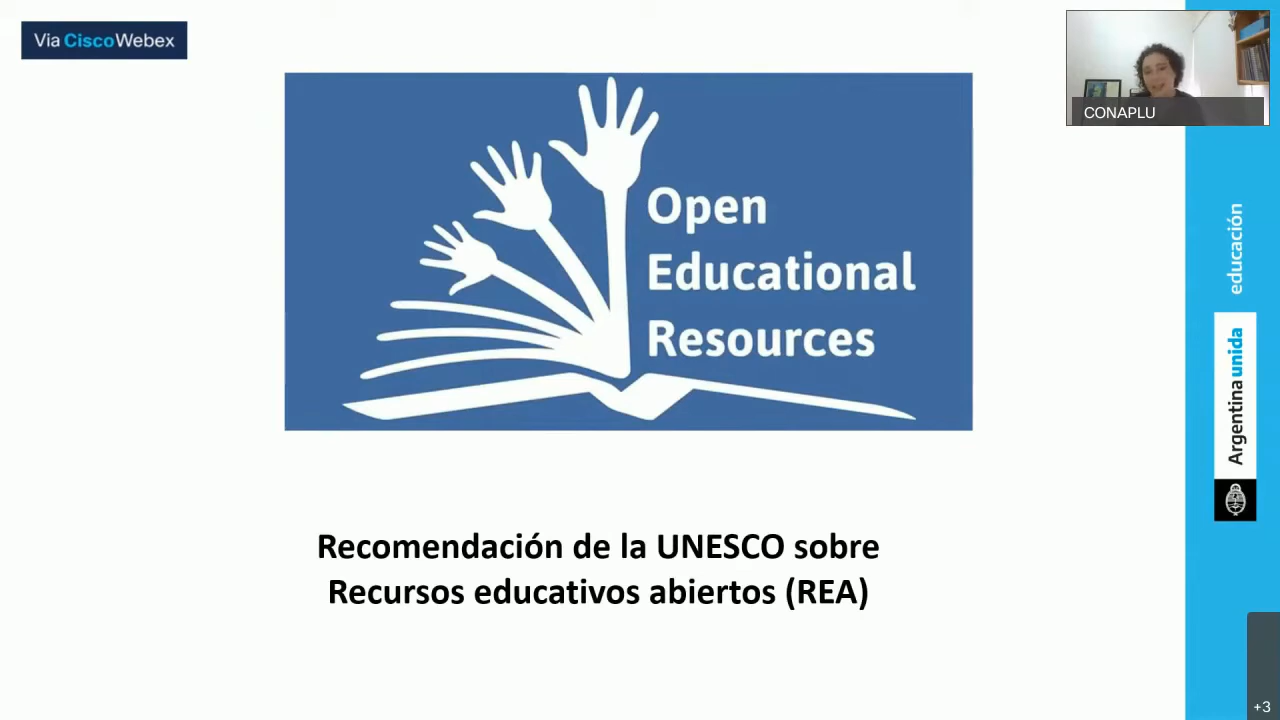 Via CiscoWebex
CONAPLU
Open
Educational
Resources
educación
Argentina unida
Recomendación de la UNESCO sobre
Recursos educativos abiertos (REA)
+3